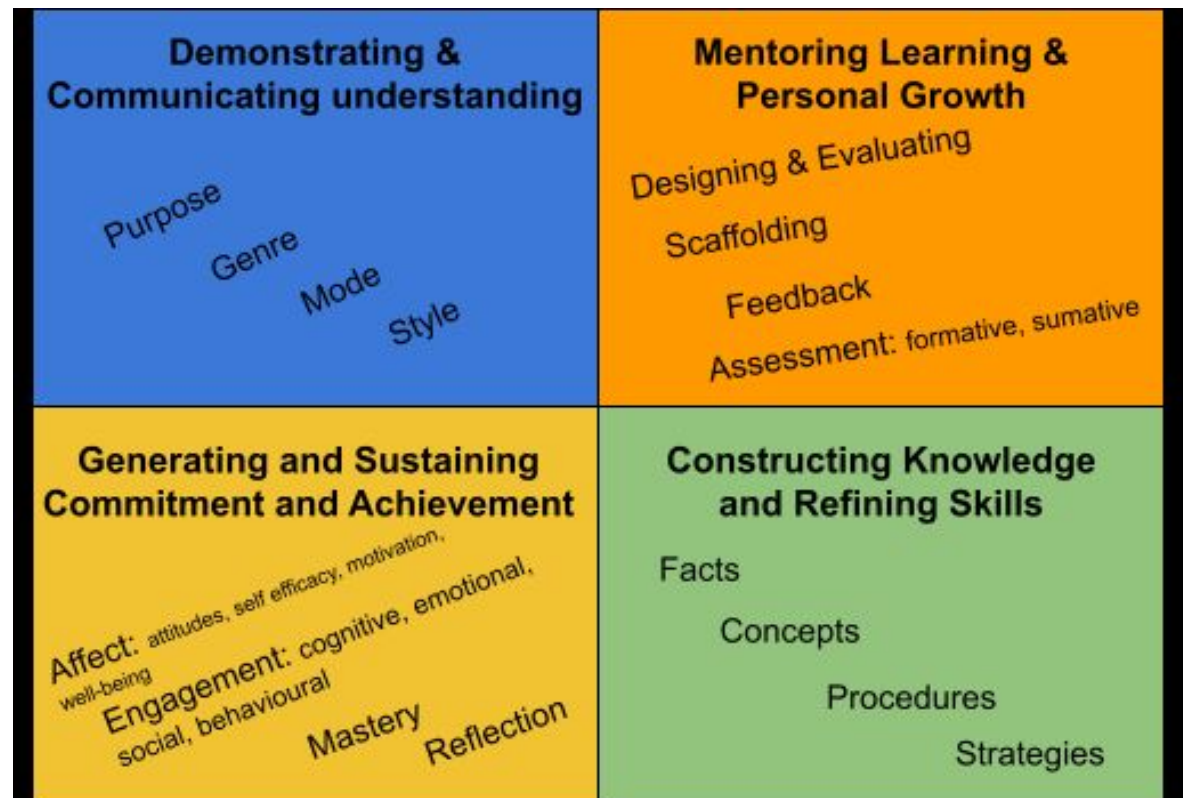 Demonstrating &
Communicating understanding
Purpose
Genre
Mode
Style
Mentoring Learning &
Personal Growth
Designing & Evaluating
Scaffolding
Feedback
Assessment: formative, sumative
Generating and Sustaining
Commitment and Achievement
Affect: attitudes, self efficacy, motivation,
well-being
Engagement: cognitive, emotional,
social, behavioural
Mastery
Reflection
Constructing Knowledge
and Refining Skills
Facts
Concepts
Procedures
Strategies